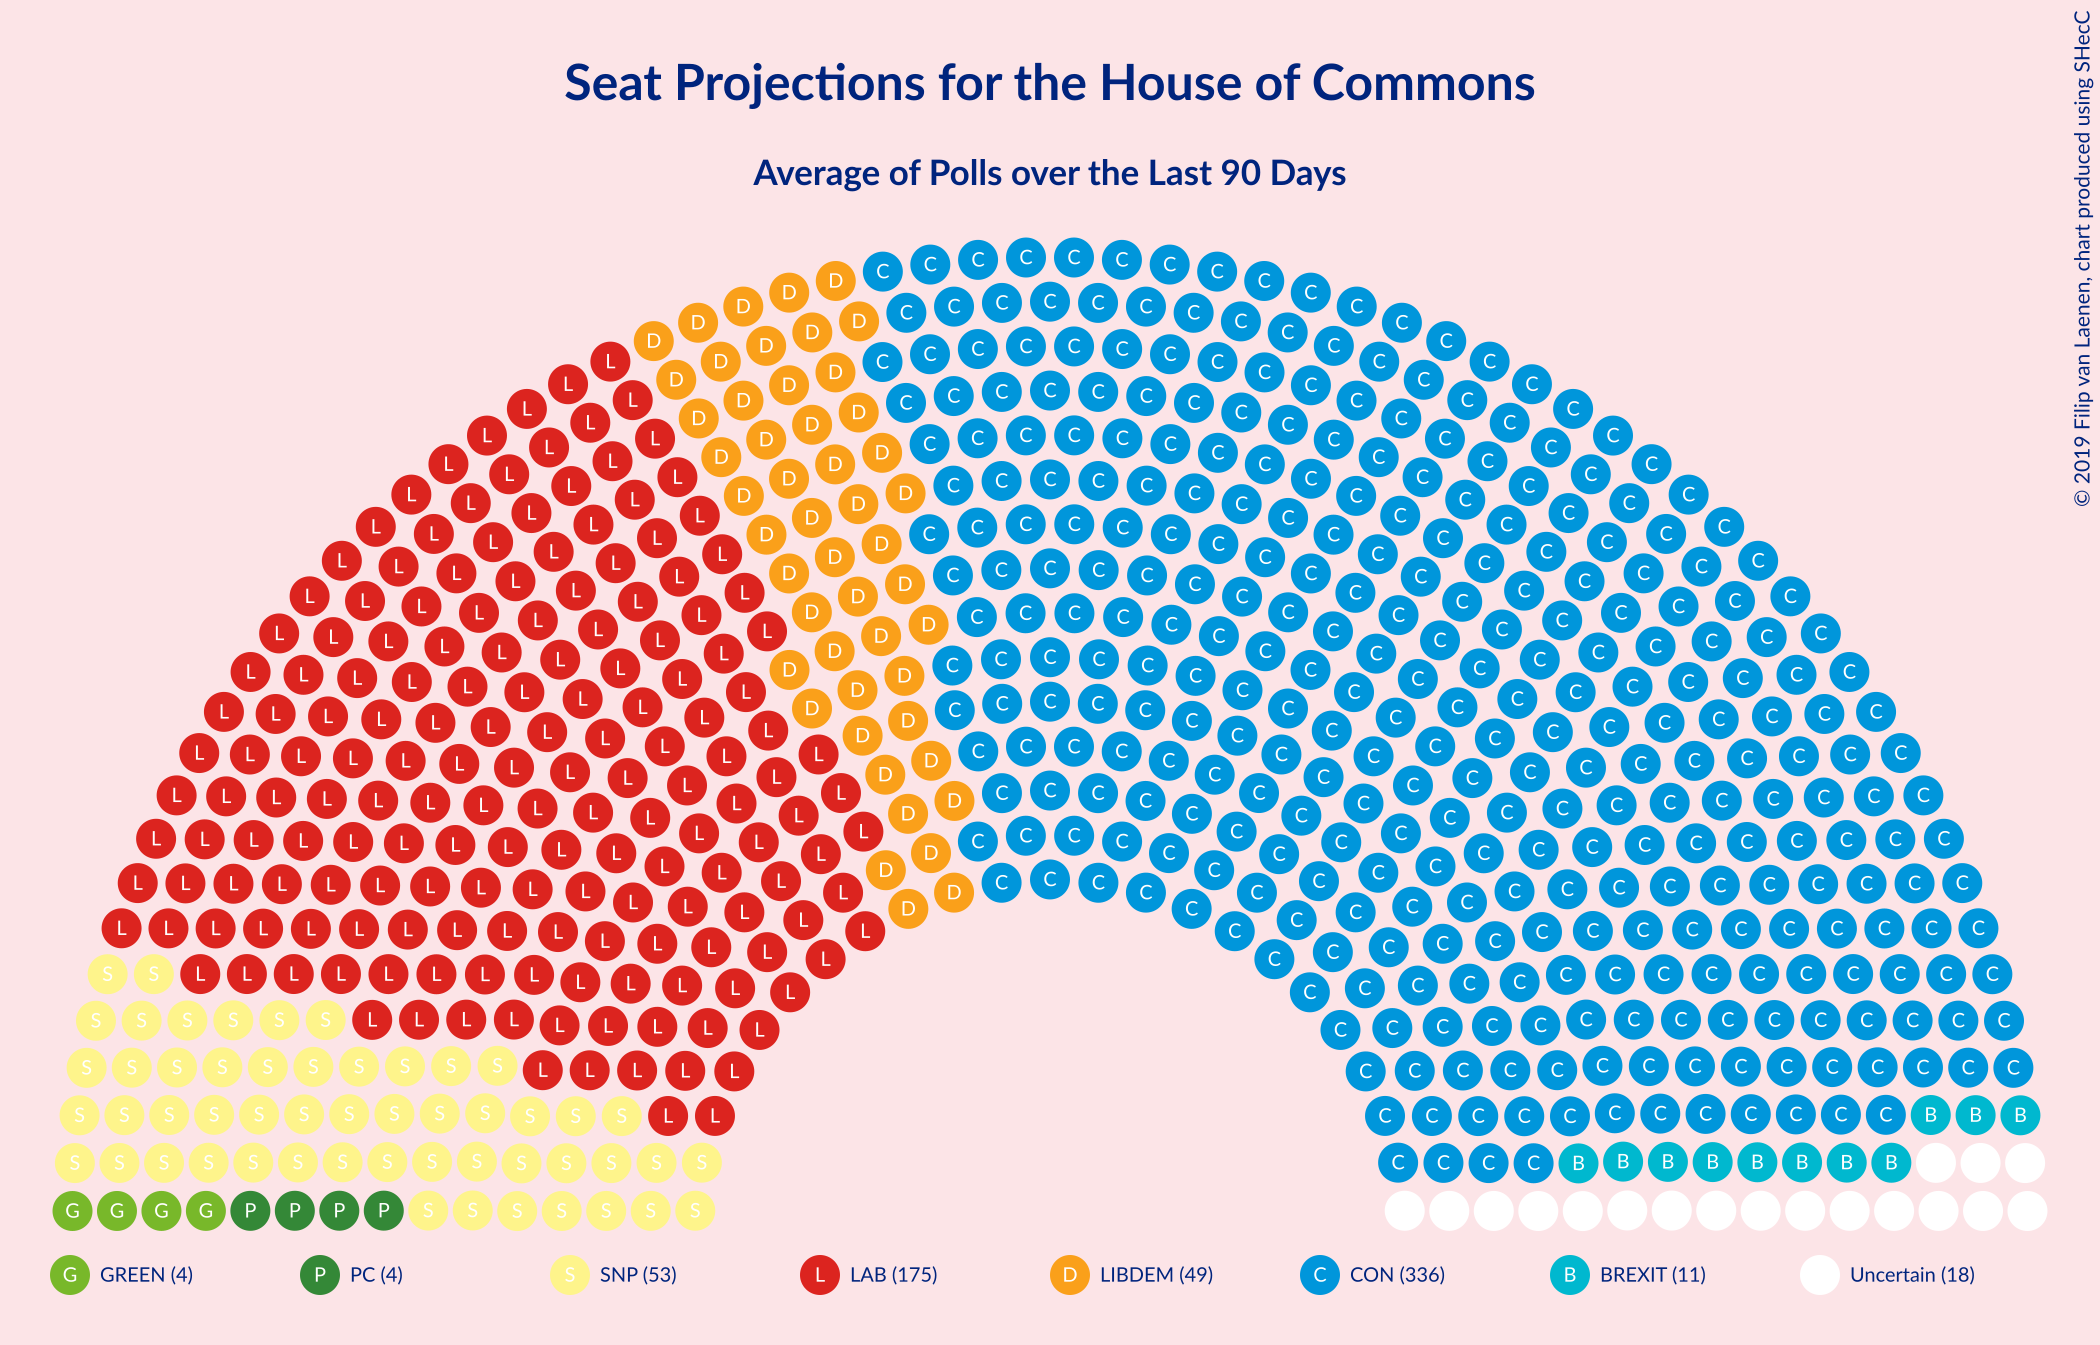 Seat Projections for the House of Commons
Average of Polls over the Last 90 Days
© 2019 Filip van Laenen, chart produced using SHecC
G GREEN (4)
P PC (4)
S SNP (53)
L LAB (175)
D LIBDEM (49)
C CON (336)
B BREXIT (11)
Uncertain (18)